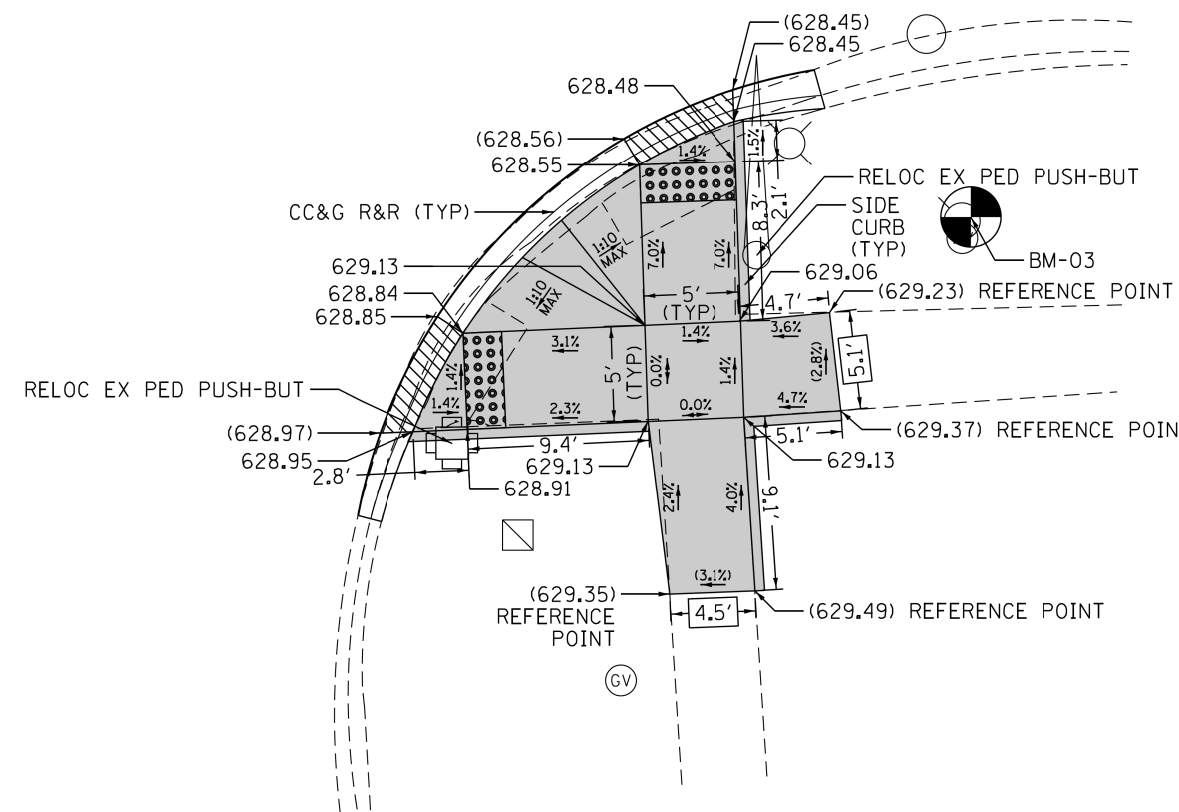 (628.45)
628.45
628.48
(628.56)
628.55
1.4%
1.5%
2.1'
8.3'
RELOC EX PED PUSH-BUT
SIDE
CURB
(TYP)
BM-03
CC&G R&R (TYP)
1:10
MAX
7.0%
7.0%
629.13
629.06
(629.23) REFERENCE POINT
628.84
628.85
1:10
MAX
5'
(TYP)
4.7'
1.4%
3.6%
3.1%
5'
(TYP)
0.0%
1.4%
(2.8%)
5.1'
RELOC EX PED PUSH-BUT
1.4%
1.4%
2.3%
0.0%
4.7%
(628.97)
628.95
2.8'
9.4'
629.13
628.91
5.1'
629.13
(629.37) REFERENCE POIN
2.4%
4.0%
9.1'
(3.1%)
(629.35)
REFERENCE
POINT
4.5'
(629.49) REFERENCE POINT
GV